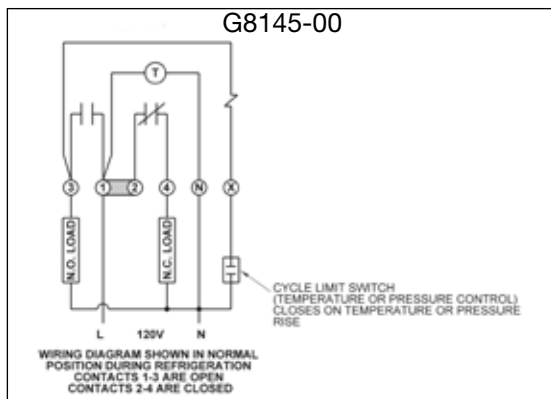 G8145-00
T
3 1 2 4 N X
N.O. LOAD
N.C. LOAD
CYCLE LIMIT SWITCH
(TEMPERATURE OR PRESSURE CONTROL)
CLOSES ON TEMPERATURE OR PRESSURE
RISE
L 120V N
WIRING DIAGRAM SHOWN IN NORMAL
POSITION DURING REFRIGERATION
CONTACTS 1-3 ARE OPEN
CONTACTS 2-4 ARE CLOSED